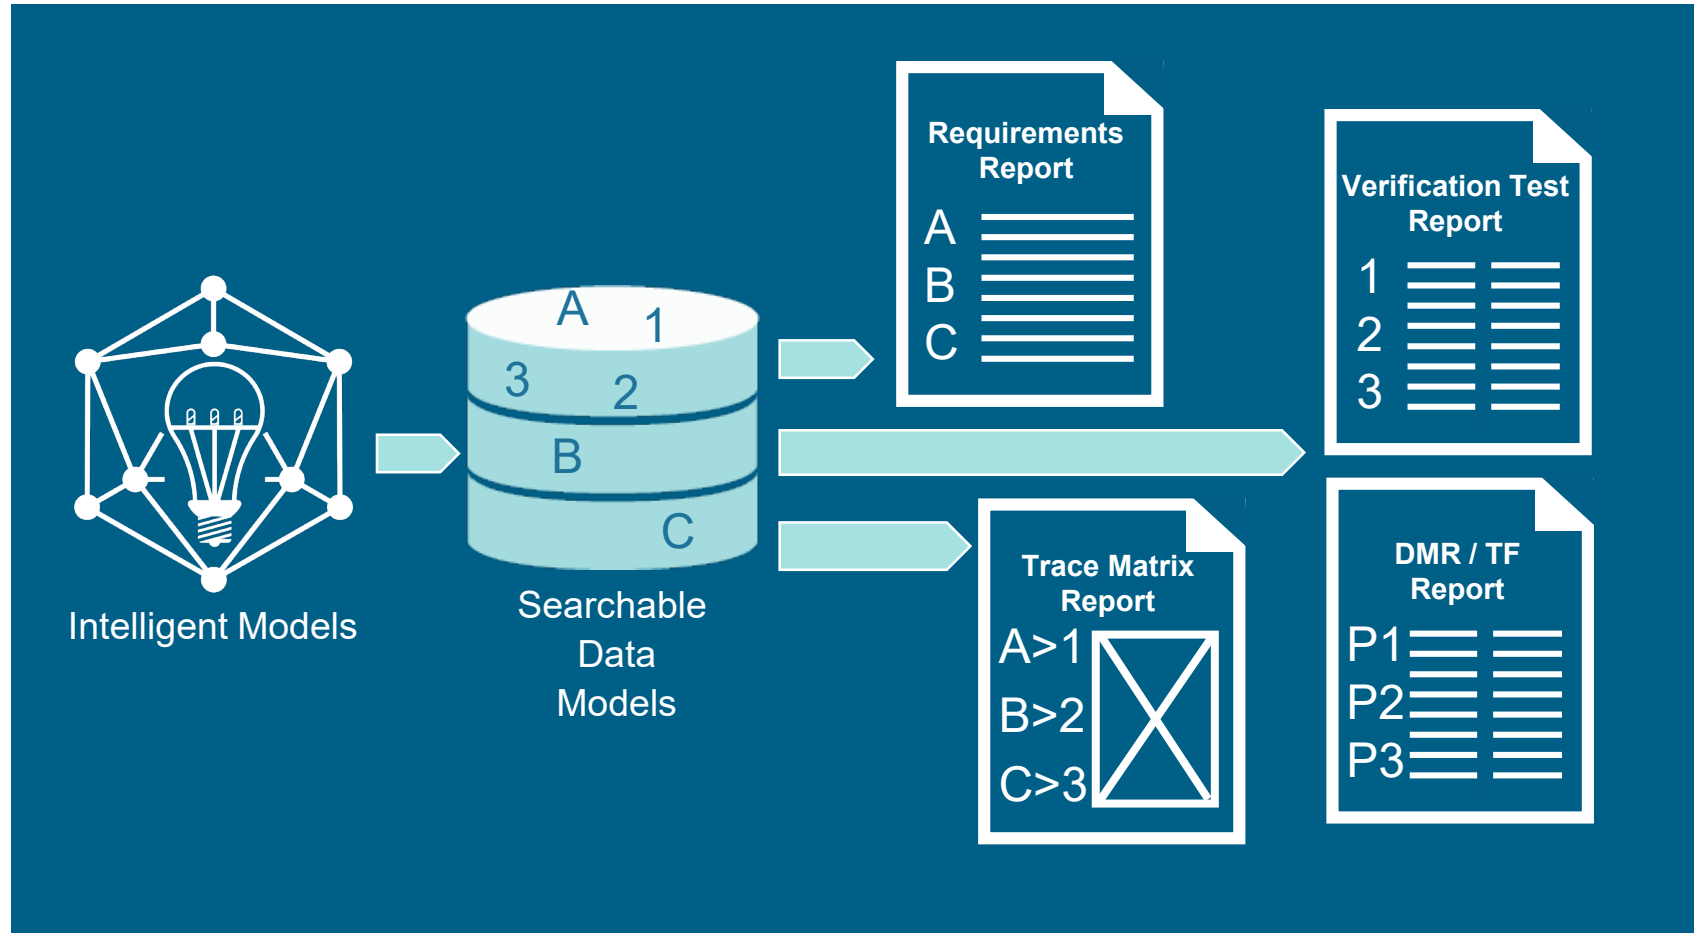 Intelligent Models
A
1
3
2
B
C
Searchable
Data
Models
Requirements
Report
A
B
C
Verification Test
Report
1
2
3
Trace Matrix
Report
A>1
B>2
C>3
DMR / TF
Report
P1
P2
P3